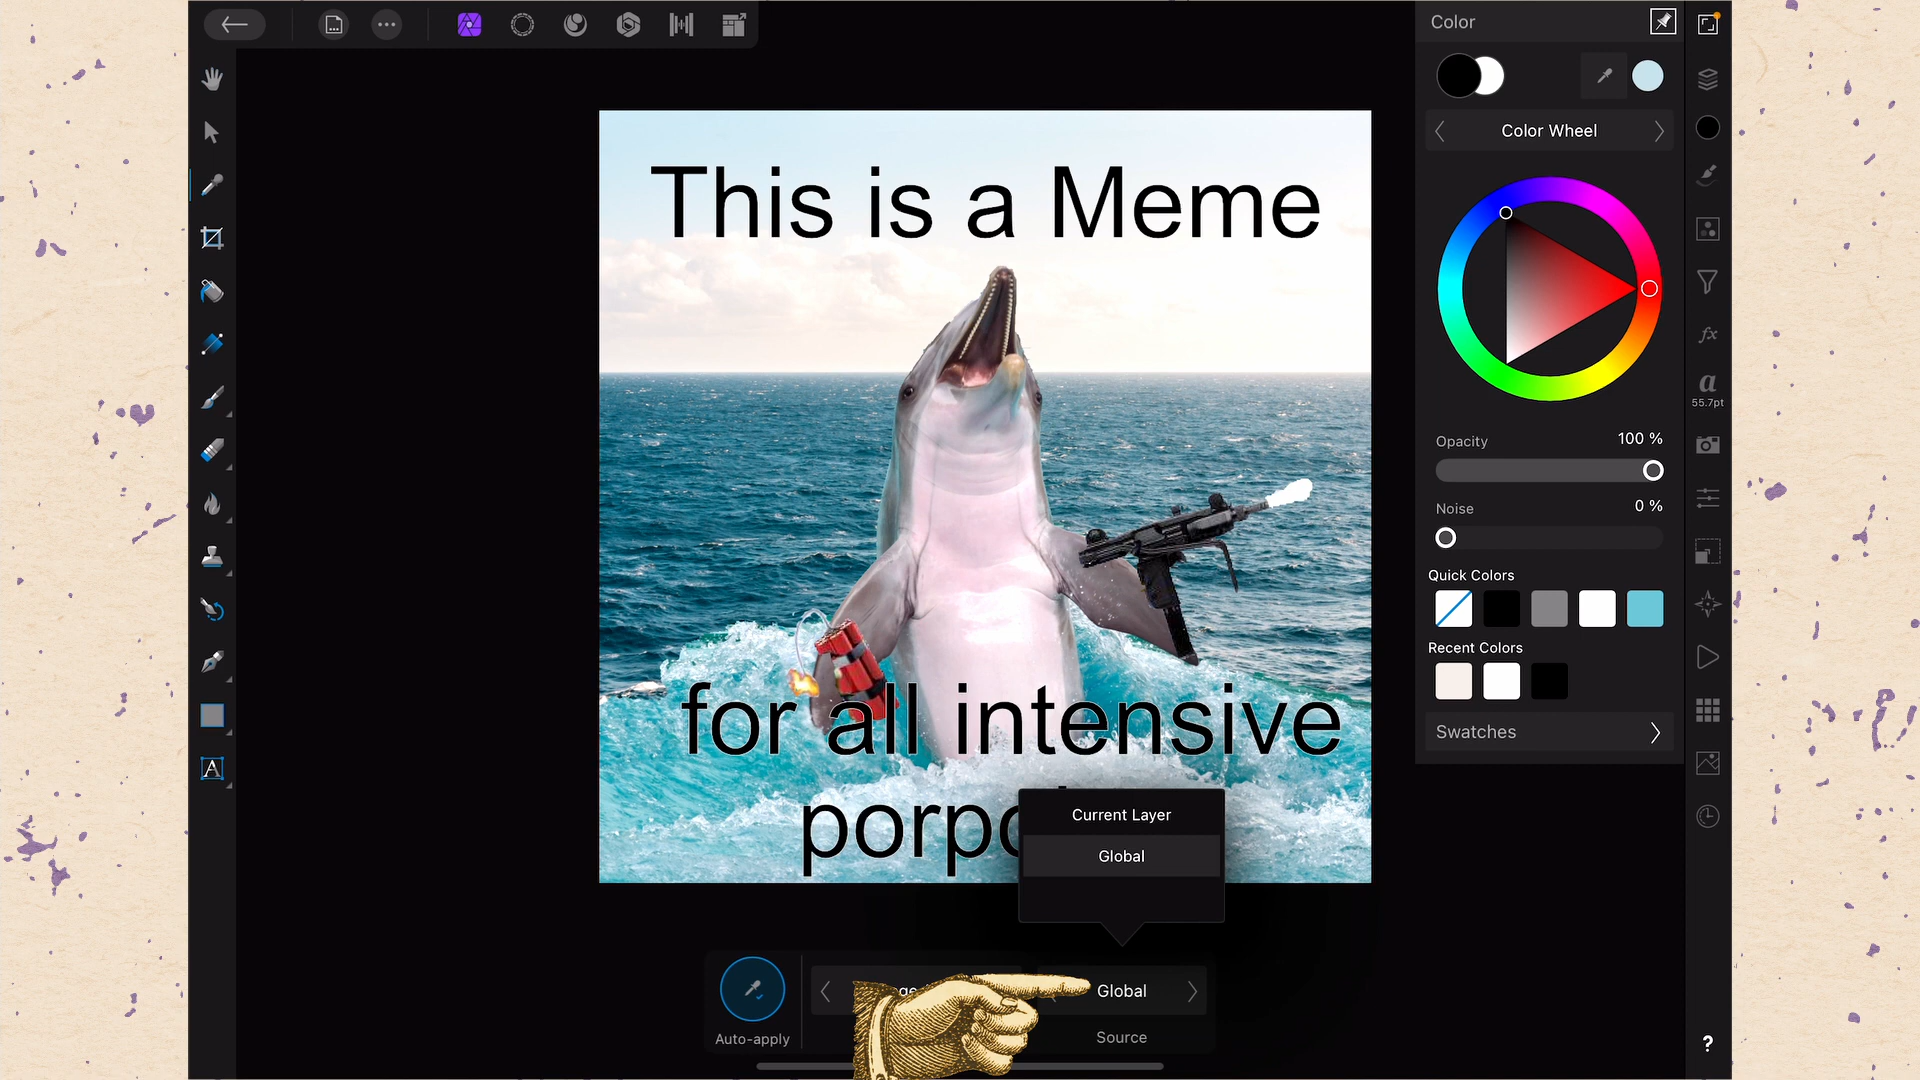 Color
Color Wheel
This is a Meme
55.7pt
Opacity
100 %
Noise
0 %
Quick Colors
Recent Colors
for all intensive
Swatches
Current Layer
Global
Global
Auto-apply
Source
?